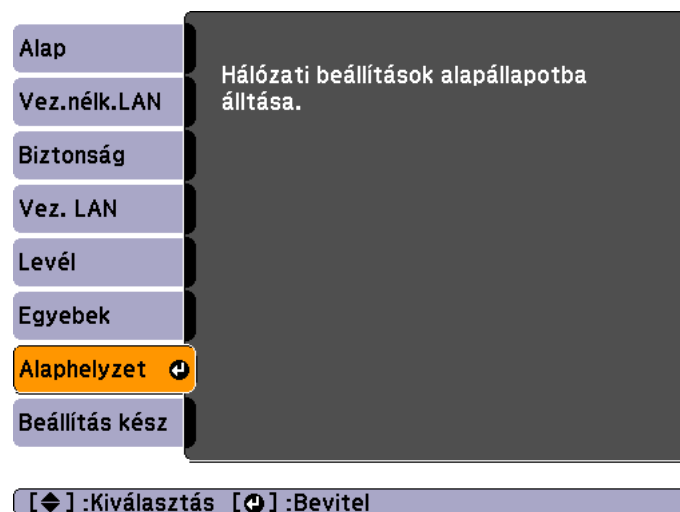 Alap
Vez.nélk.LAN
Biztonság
Vez. LAN
Levél
Egyebek
Alaphelyzet
Beállítás kész
Hálózati beállítások alapállapotba
álltása.
[◆] :Kiválasztás [⏎] :Bevitel